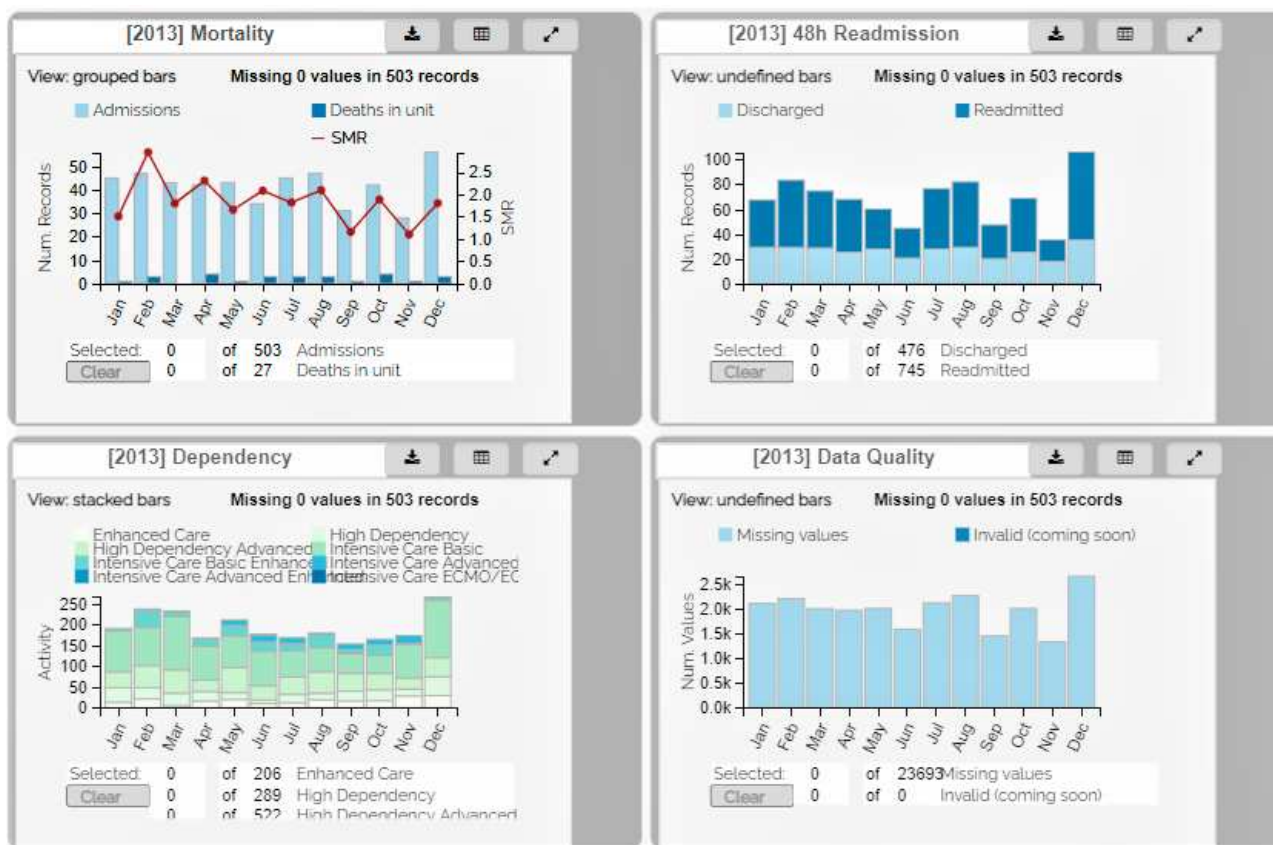 [2013] Mortality
View: grouped bars Missing 0 values in 503 records
Admissions Deaths in unit
SMR
Num. Records
50
40
30
20
10
0
2.5
2.0
1.5
1.0
0.5
0.0
SMR
Jan Feb Mar Apr May Jun Jul Aug Sep Oct Nov Dec
Selected: 0 of 503 Admissions
Clear 0 of 27 Deaths in unit
[2013] 48h Readmission
View: undefined bars Missing 0 values in 503 records
Discharged Readmitted
Num. Records
100
80
60
40
20
0
Jan Feb Mar Apr May Jun Jul Aug Sep Oct Nov Dec
Selected: 0 of 476 Discharged
Clear 0 of 745 Readmitted
[2013] Dependency
View: stacked bars Missing 0 values in 503 records
Enhanced Care High Dependency
High Dependency Advanced Intensive Care Basic
Intensive Care Basic Enhance Intensive Care Advanced
Intensive Care Advanced Enh Intensive Care ECMO/EC
Activity
250
200
150
100
50
0
Jan Feb Mar Apr May Jun Jul Aug Sep Oct Nov Dec
Selected: 0 of 206 Enhanced Care
Clear 0 of 289 High Dependency
0 of 522 High Dependency Advanced
[2013] Data Quality
View: undefined bars Missing 0 values in 503 records
Missing values Invalid (coming soon)
Num. Values
2.5k
2.0k
1.5k
1.0k
0.5k
0.0k
Jan Feb Mar Apr May Jun Jul Aug Sep Oct Nov Dec
Selected: 0 of 23693 Missing values
Clear 0 of 0 Invalid (coming soon)